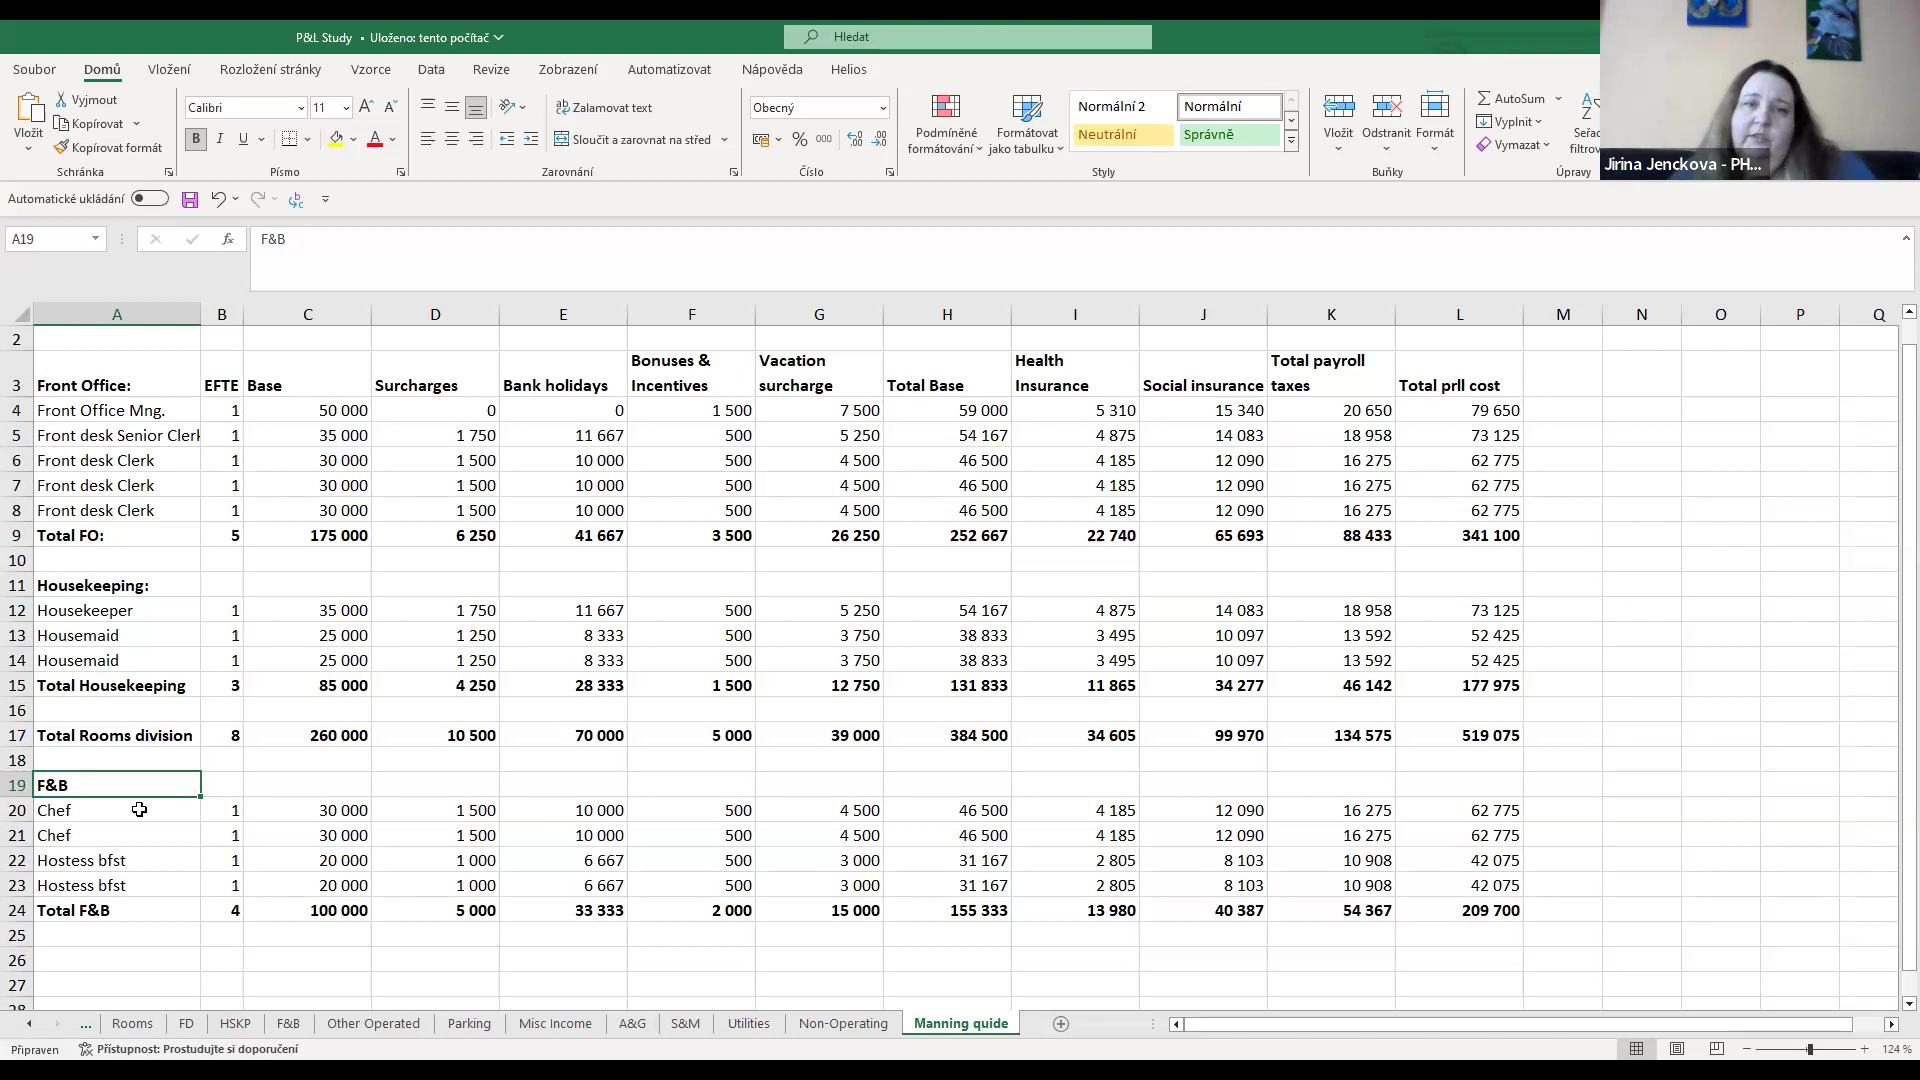 P&L Study • Uloženo: tento počítač
Hledat
Soubor Domů Vložení Rozložení stránky Vzorce Data Revize Zobrazení Automatizovat Nápověda Helios
Vložit
Vyjmout
Kopírovat
Kopírovat formát
Schránka
Calibri 11
B I U
Písmo
Zalamovat text
Sloučit a zarovnat na střed
Zarovnání
Obecný
% 000
Číslo
Podmíněné formátování
Formátovat jako tabulku
Normální 2 Normální
Neutrální Správně
Styly
Vložit Odstranit Formát
Buňky
AutoSum
Vyplnit
Vymazat
Seřa
filtrov
Úpravy
Jirina Jenckova - PH...
Automatické ukládání
A19 fx F&B
A B C D E F G H I J K L M N O P Q
2
3 Front Office: EFTE Base Surcharges Bank holidays Bonuses & Incentives Vacation surcharge Total Base Health Insurance Social insurance Total payroll taxes Total prll cost
4 Front Office Mng. 1 50 000 0 0 1 500 7 500 59 000 5 310 15 340 20 650 79 650
5 Front desk Senior Clerk 1 35 000 1 750 11 667 500 5 250 54 167 4 875 14 083 18 958 73 125
6 Front desk Clerk 1 30 000 1 500 10 000 500 4 500 46 500 4 185 12 090 16 275 62 775
7 Front desk Clerk 1 30 000 1 500 10 000 500 4 500 46 500 4 185 12 090 16 275 62 775
8 Front desk Clerk 1 30 000 1 500 10 000 500 4 500 46 500 4 185 12 090 16 275 62 775
9 Total FO: 5 175 000 6 250 41 667 3 500 26 250 252 667 22 740 65 693 88 433 341 100
10
11 Housekeeping:
12 Housekeeper 1 35 000 1 750 11 667 500 5 250 54 167 4 875 14 083 18 958 73 125
13 Housemaid 1 25 000 1 250 8 333 500 3 750 38 833 3 495 10 097 13 592 52 425
14 Housemaid 1 25 000 1 250 8 333 500 3 750 38 833 3 495 10 097 13 592 52 425
15 Total Housekeeping 3 85 000 4 250 28 333 1 500 12 750 131 833 11 865 34 277 46 142 177 975
16
17 Total Rooms division 8 260 000 10 500 70 000 5 000 39 000 384 500 34 605 99 970 134 575 519 075
18
19 F&B
20 Chef 1 30 000 1 500 10 000 500 4 500 46 500 4 185 12 090 16 275 62 775
21 Chef 1 30 000 1 500 10 000 500 4 500 46 500 4 185 12 090 16 275 62 775
22 Hostess bfst 1 20 000 1 000 6 667 500 3 000 31 167 2 805 8 103 10 908 42 075
23 Hostess bfst 1 20 000 1 000 6 667 500 3 000 31 167 2 805 8 103 10 908 42 075
24 Total F&B 4 100 000 5 000 33 333 2 000 15 000 155 333 13 980 40 387 54 367 209 700
25
26
27
28
... Rooms FD HSKP F&B Other Operated Parking Misc Income A&G S&M Utilities Non-Operating Manning quide
Připraven Přístupnost: Prostudujte si doporučení 124 %